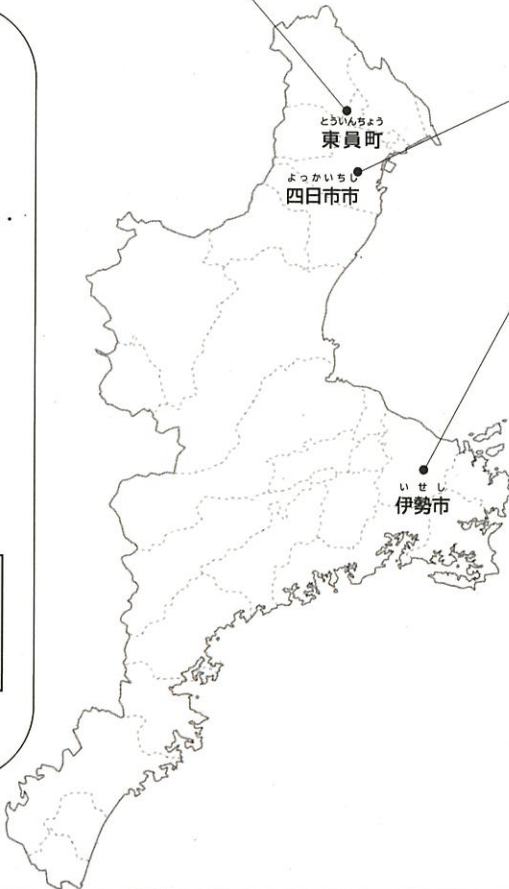 とういんちょう
東員町
よっかいちし
四日市市
いせし
伊勢市